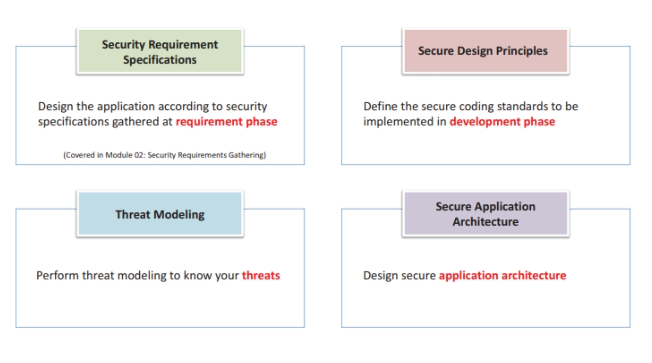 Security Requirement
Specifications
Design the application according to security
specifications gathered at requirement phase
(Covered in Module 02: Security Requirements Gathering)
Secure Design Principles
Define the secure coding standards to be
implemented in development phase
Threat Modeling
Perform threat modeling to know your threats
Secure Application
Architecture
Design secure application architecture